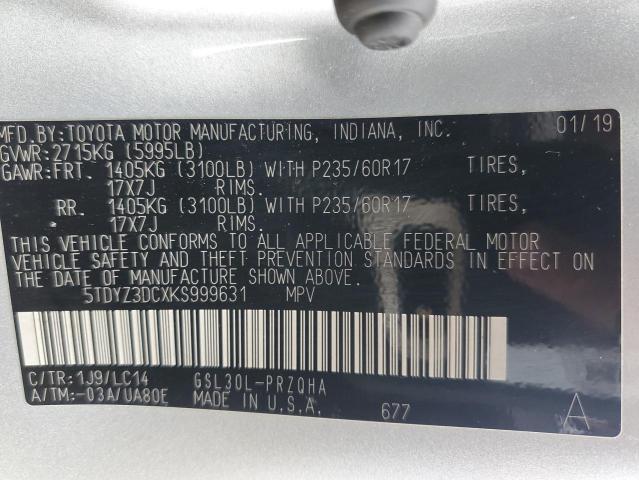 MFD.BY:TOYOTA MOTOR MANUFACTURING, INDIANA, INC. 01/19
GVWR:2715KG (5995LB)
GAWR:FRT. 1405KG (3100LB) WITH P235/60R17 TIRES,
17X7J RIMS.
RR. 1405KG (3100LB) WITH P235/60R17 TIRES,
17X7J RIMS.
THIS VEHICLE CONFORMS TO ALL APPLICABLE FEDERAL MOTOR
VEHICLE SAFETY AND THEFT PREVENTION STANDARDS IN EFFECT ON
THE DATE OF MANUFACTURE SHOWN ABOVE.
5TDYZ3DCXKS999631 MPV
C/TR:1J9/LC14 GSL30L-PRZQHA
A/TM:-03A/UA80E MADE IN U.S.A. 677 A